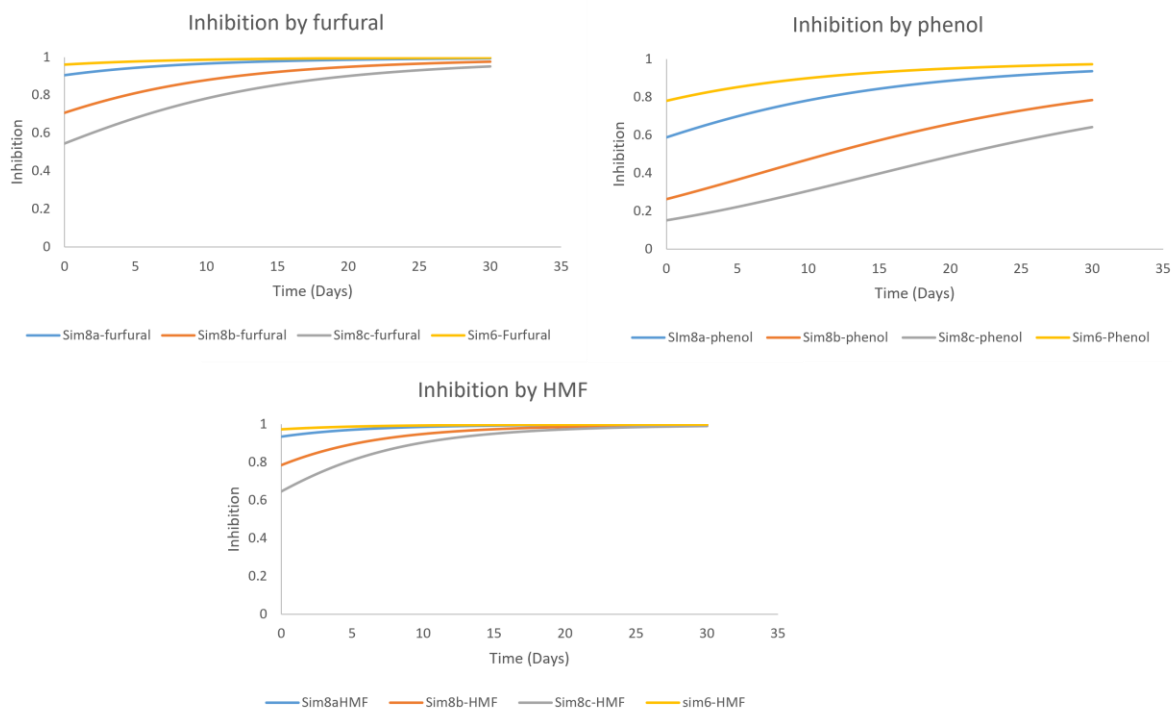 Inhibition by furfural
1
0.8
0.6
0.4
0.2
0
Inhibition
0 5 10 15 20 25 30 35
Time (Days)
Sim8a-furfural Sim8b-furfural Sim8c-furfural Sim6-Furfural
Inhibition by phenol
1
0.8
0.6
0.4
0.2
0
Inhibition
0 5 10 15 20 25 30 35
Time (Days)
SIm8a-phenol Sim8b-phenol Sim8c-phenol Sim6-Phenol
Inhibition by HMF
1
0.8
0.6
0.4
0.2
0
Inhibition
0 5 10 15 20 25 30 35
Time (Days)
Sim8aHMF Sim8b-HMF Sim8c-HMF sim6-HMF